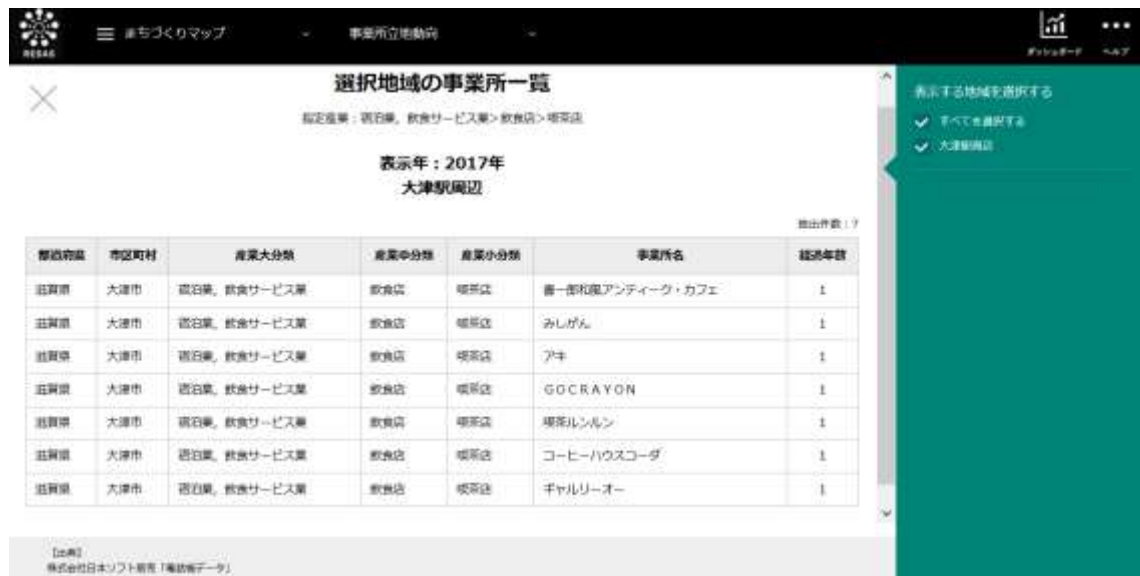 RESAS
まちづくりマップ
事業所立地動向
ダッシュボード
ヘルプ
選択地域の事業所一覧
指定産業：宿泊業，飲食サービス業>飲食店>喫茶店
表示年：2017年
大津駅周辺
抽出件数：7
都道府県 市区町村 産業大分類 産業中分類 産業小分類 事業所名 経過年数
滋賀県 大津市 宿泊業，飲食サービス業 飲食店 喫茶店 書一郎和風アンティーク・カフェ 1
滋賀県 大津市 宿泊業，飲食サービス業 飲食店 喫茶店 みしがん 1
滋賀県 大津市 宿泊業，飲食サービス業 飲食店 喫茶店 アキ 1
滋賀県 大津市 宿泊業，飲食サービス業 飲食店 喫茶店 ＧＯＣＲＡＹＯＮ 1
滋賀県 大津市 宿泊業，飲食サービス業 飲食店 喫茶店 喫茶ルンルン 1
滋賀県 大津市 宿泊業，飲食サービス業 飲食店 喫茶店 コーヒーハウスコーダ 1
滋賀県 大津市 宿泊業，飲食サービス業 飲食店 喫茶店 ギャルリーオー 1
【出典】
株式会社日本ソフト販売「電話帳データ」
表示する地域を選択する
すべてを選択する
大津駅周辺